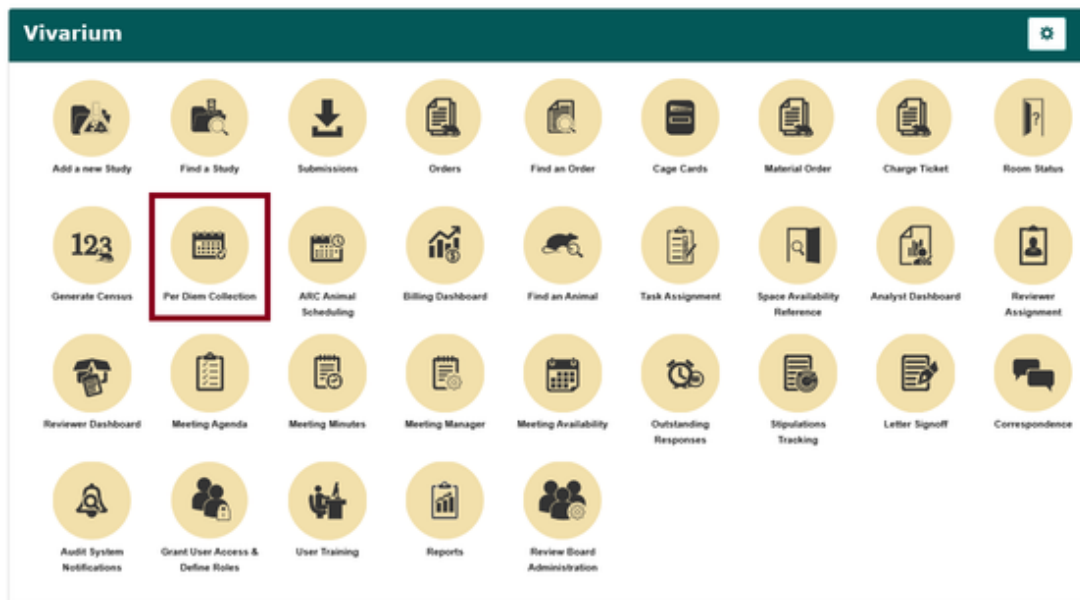 Vivarium
Add a new Study
Find a Study
Submissions
Orders
Find an Order
Cage Cards
Material Order
Charge Ticket
Room Status
?
123
Generate Census
Per Diem Collection
ARC Animal
Scheduling
Billing Dashboard
$
Find an Animal
Task Assignment
Space Availability
Reference
Analyst Dashboard
Reviewer
Assignment
Reviewer Dashboard
Meeting Agenda
Meeting Minutes
Meeting Manager
Meeting Availability
Outstanding
Responses
Stipulations
Tracking
Letter Signoff
Correspondence
Audit System
Notifications
Grant User Access &
Define Roles
User Training
Reports
Review Board
Administration